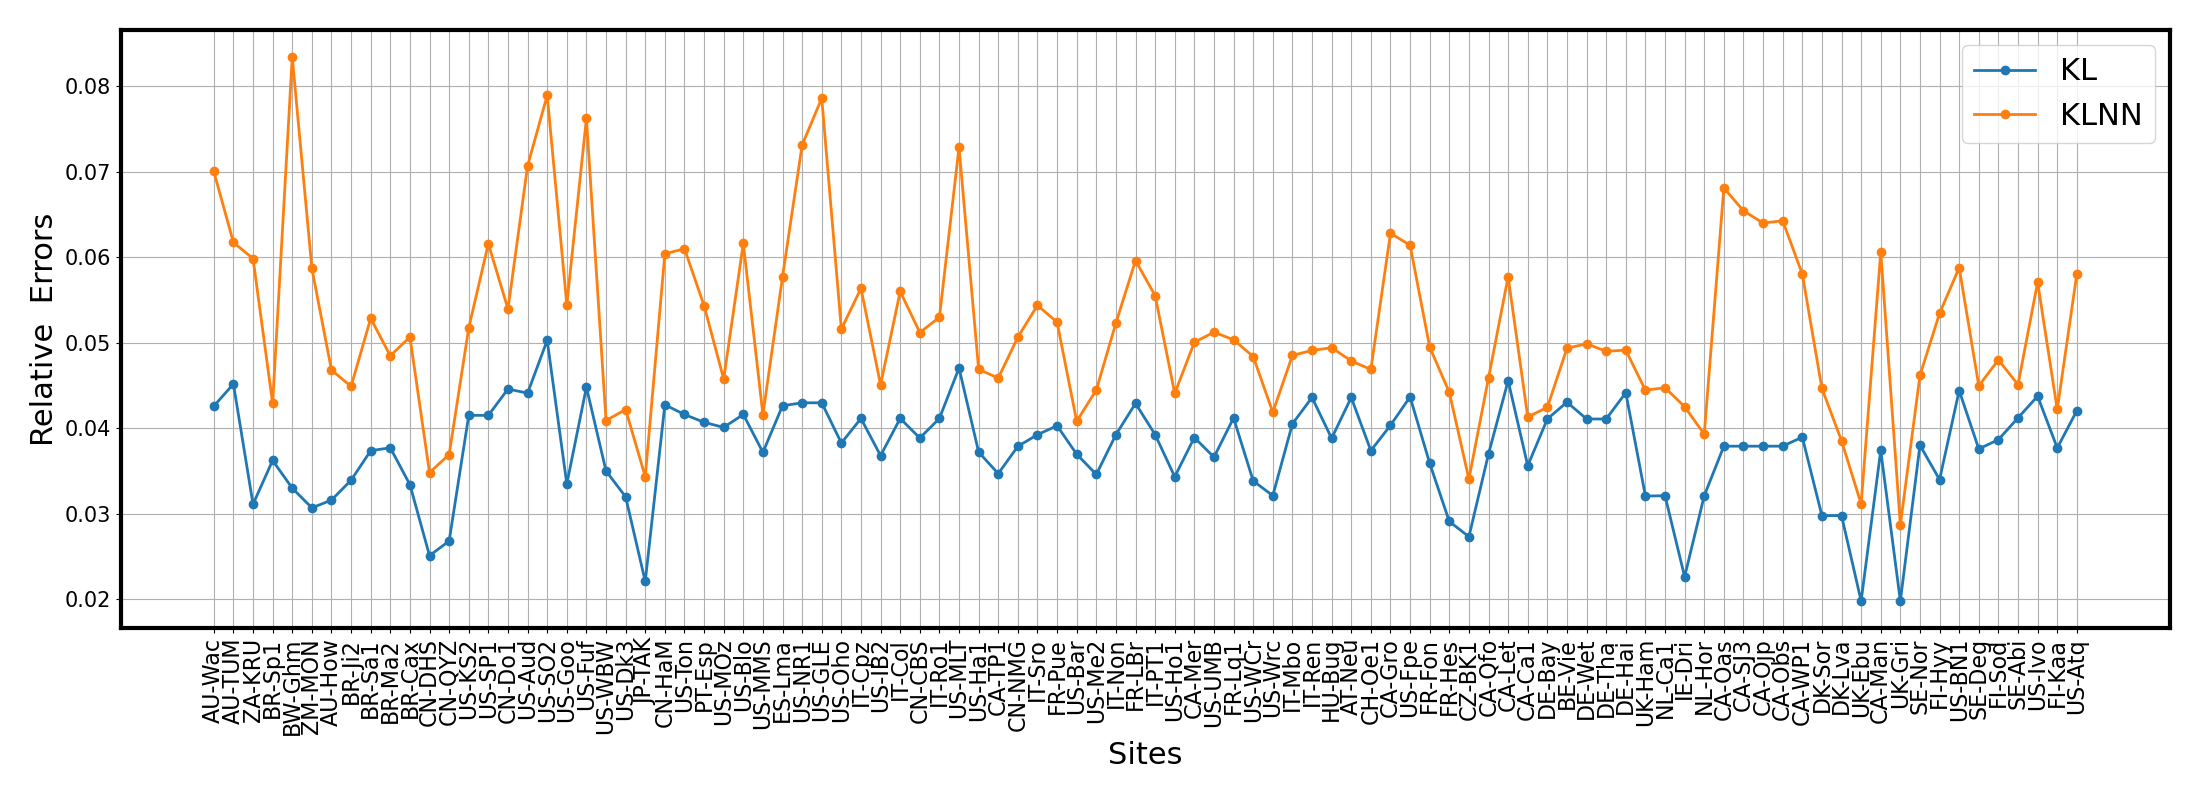 KL
KLNN
Relative Errors
0.08
0.07
0.06
0.05
0.04
0.03
0.02
AU-Wac
AU-TUM
ZA-KRU
BR-Sp1
BW-Ghm
ZM-MON
AU-How
BR-Ji2
BR-Sa1
BR-Ma2
BR-Cax
CN-DHS
CN-QYZ
US-KS2
US-SP1
CN-Do1
US-Aud
US-SO2
US-Goo
US-Fuf
US-WBW
US-Dk3
JP-TAK
CN-HaM
US-Ton
PT-Esp
US-MOz
US-Blo
US-MMS
ES-Lma
US-NR1
US-GLE
US-Oho
IT-Cpz
US-IB2
IT-Col
CN-CBS
IT-Ro1
US-MLT
US-Ha1
CA-TP1
CN-NMG
IT-Sro
FR-Pue
US-Bar
US-Me2
IT-Non
FR-LBr
IT-PT1
US-Ho1
CA-Mer
US-UMB
FR-Lq1
US-WCr
US-Wrc
IT-Mbo
IT-Ren
HU-Bug
AT-Neu
CH-Oe1
CA-Gro
US-Fpe
FR-Fon
FR-Hes
CZ-BK1
CA-Qfo
CA-Let
CA-Ca1
DE-Bay
BE-Vie
DE-Wet
DE-Tha
DE-Hai
UK-Ham
NL-Ca1
IE-Dri
NL-Hor
CA-Oas
CA-SJ3
CA-Ojp
CA-Obs
CA-WP1
DK-Sor
DK-Lva
UK-Ebu
CA-Man
UK-Gri
SE-Nor
FI-Hyy
US-BN1
SE-Deg
FI-Sod
SE-Abi
US-Ivo
FI-Kaa
US-Atq
Sites